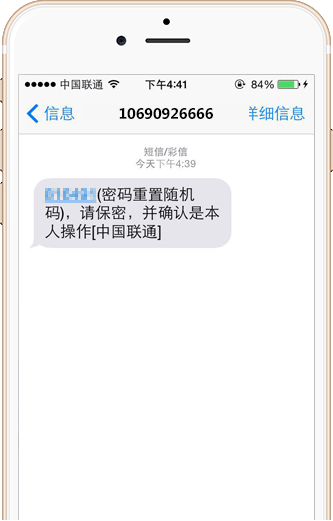 中国联通 下午4:41 84%
信息 10690926666 详细信息
短信/彩信
今天下午4:39
(密码重置随机
码)，请保密，并确认是本
人操作[中国联通]